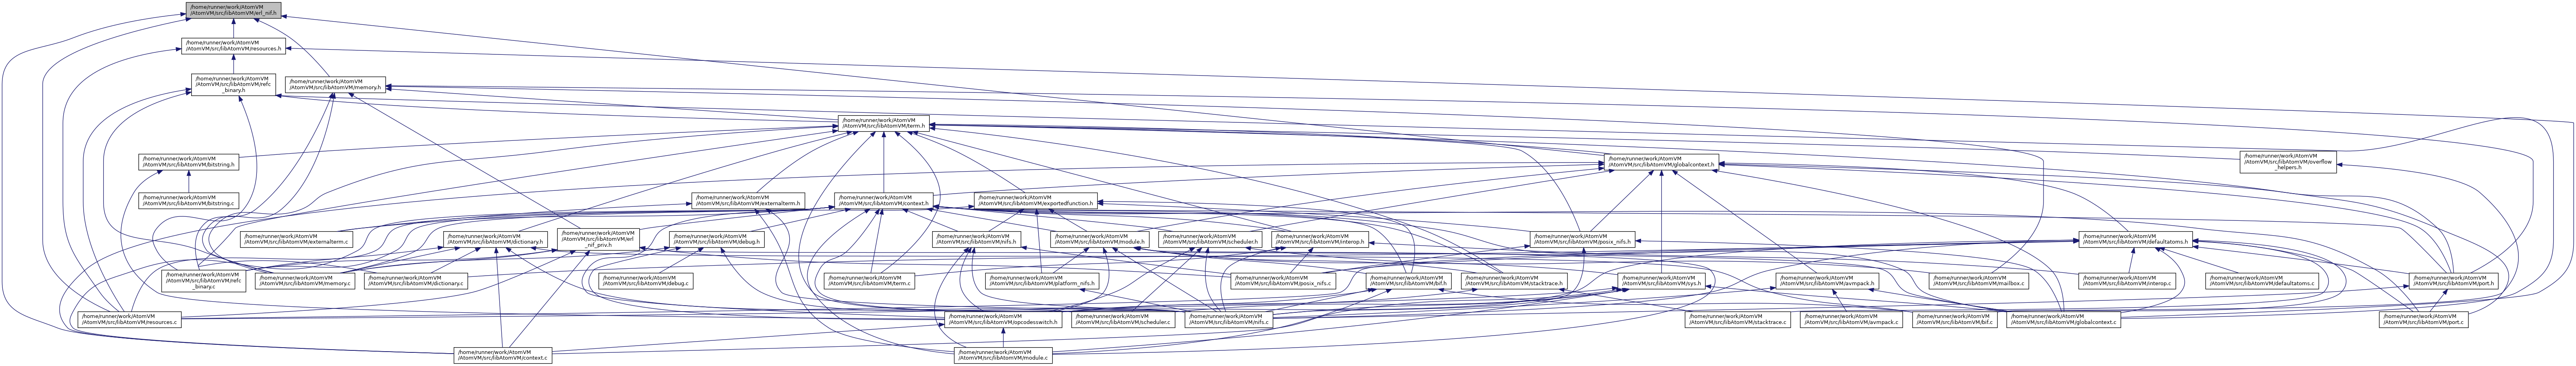 /home/runner/work/AtomVM
/AtomVM/src/libAtomVM/erl_nif.h
/home/runner/work/AtomVM
/AtomVM/src/libAtomVM/resources.h
/home/runner/work/AtomVM
/AtomVM/src/libAtomVM/refc
_binary.h
/home/runner/work/AtomVM
/AtomVM/src/libAtomVM/memory.h
/home/runner/work/AtomVM
/AtomVM/src/libAtomVM/term.h
/home/runner/work/AtomVM
/AtomVM/src/libAtomVM/bitstring.h
/home/runner/work/AtomVM
/AtomVM/src/libAtomVM/globalcontext.h
/home/runner/work/AtomVM
/AtomVM/src/libAtomVM/overflow
_helpers.h
/home/runner/work/AtomVM
/AtomVM/src/libAtomVM/bitstring.c
/home/runner/work/AtomVM
/AtomVM/src/libAtomVM/externalterm.h
/home/runner/work/AtomVM
/AtomVM/src/libAtomVM/context.h
/home/runner/work/AtomVM
/AtomVM/src/libAtomVM/exportedfunction.h
/home/runner/work/AtomVM
/AtomVM/src/libAtomVM/externalterm.c
/home/runner/work/AtomVM
/AtomVM/src/libAtomVM/dictionary.h
/home/runner/work/AtomVM
/AtomVM/src/libAtomVM/erl
_nif_priv.h
/home/runner/work/AtomVM
/AtomVM/src/libAtomVM/debug.h
/home/runner/work/AtomVM
/AtomVM/src/libAtomVM/nifs.h
/home/runner/work/AtomVM
/AtomVM/src/libAtomVM/module.h
/home/runner/work/AtomVM
/AtomVM/src/libAtomVM/scheduler.h
/home/runner/work/AtomVM
/AtomVM/src/libAtomVM/interop.h
/home/runner/work/AtomVM
/AtomVM/src/libAtomVM/posix_nifs.h
/home/runner/work/AtomVM
/AtomVM/src/libAtomVM/defaultatoms.h
/home/runner/work/AtomVM
/AtomVM/src/libAtomVM/refc
_binary.c
/home/runner/work/AtomVM
/AtomVM/src/libAtomVM/memory.c
/home/runner/work/AtomVM
/AtomVM/src/libAtomVM/dictionary.c
/home/runner/work/AtomVM
/AtomVM/src/libAtomVM/debug.c
/home/runner/work/AtomVM
/AtomVM/src/libAtomVM/term.c
/home/runner/work/AtomVM
/AtomVM/src/libAtomVM/platform_nifs.h
/home/runner/work/AtomVM
/AtomVM/src/libAtomVM/posix_nifs.c
/home/runner/work/AtomVM
/AtomVM/src/libAtomVM/bif.h
/home/runner/work/AtomVM
/AtomVM/src/libAtomVM/stacktrace.h
/home/runner/work/AtomVM
/AtomVM/src/libAtomVM/sys.h
/home/runner/work/AtomVM
/AtomVM/src/libAtomVM/avmpack.h
/home/runner/work/AtomVM
/AtomVM/src/libAtomVM/mailbox.c
/home/runner/work/AtomVM
/AtomVM/src/libAtomVM/interop.c
/home/runner/work/AtomVM
/AtomVM/src/libAtomVM/defaultatoms.c
/home/runner/work/AtomVM
/AtomVM/src/libAtomVM/port.h
/home/runner/work/AtomVM
/AtomVM/src/libAtomVM/resources.c
/home/runner/work/AtomVM
/AtomVM/src/libAtomVM/opcodesswitch.h
/home/runner/work/AtomVM
/AtomVM/src/libAtomVM/scheduler.c
/home/runner/work/AtomVM
/AtomVM/src/libAtomVM/nifs.c
/home/runner/work/AtomVM
/AtomVM/src/libAtomVM/stacktrace.c
/home/runner/work/AtomVM
/AtomVM/src/libAtomVM/avmpack.c
/home/runner/work/AtomVM
/AtomVM/src/libAtomVM/bif.c
/home/runner/work/AtomVM
/AtomVM/src/libAtomVM/globalcontext.c
/home/runner/work/AtomVM
/AtomVM/src/libAtomVM/port.c
/home/runner/work/AtomVM
/AtomVM/src/libAtomVM/context.c
/home/runner/work/AtomVM
/AtomVM/src/libAtomVM/module.c